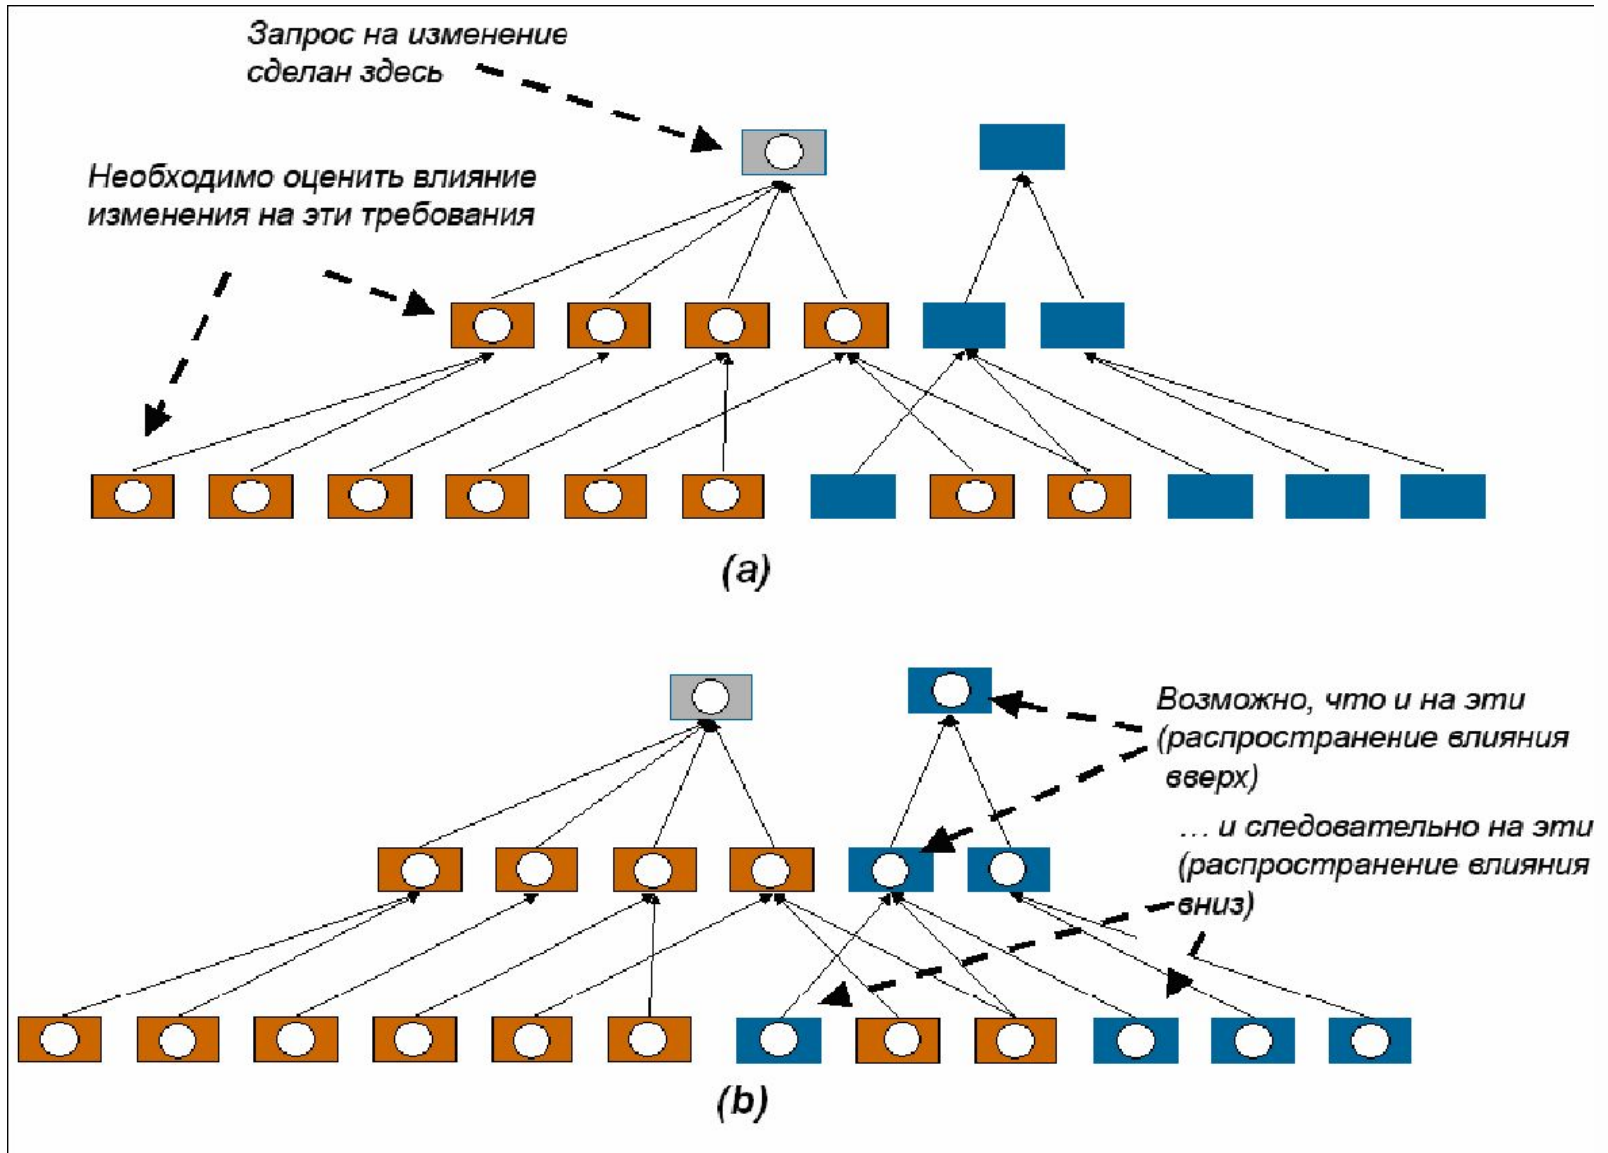 Запрос на изменение
сделан здесь
Необходимо оценить влияние
изменения на эти требования
(a)
Возможно, что и на эти
(распространение влияния
вверх)
... и следовательно на эти
(распространение влияния
вниз)
(b)